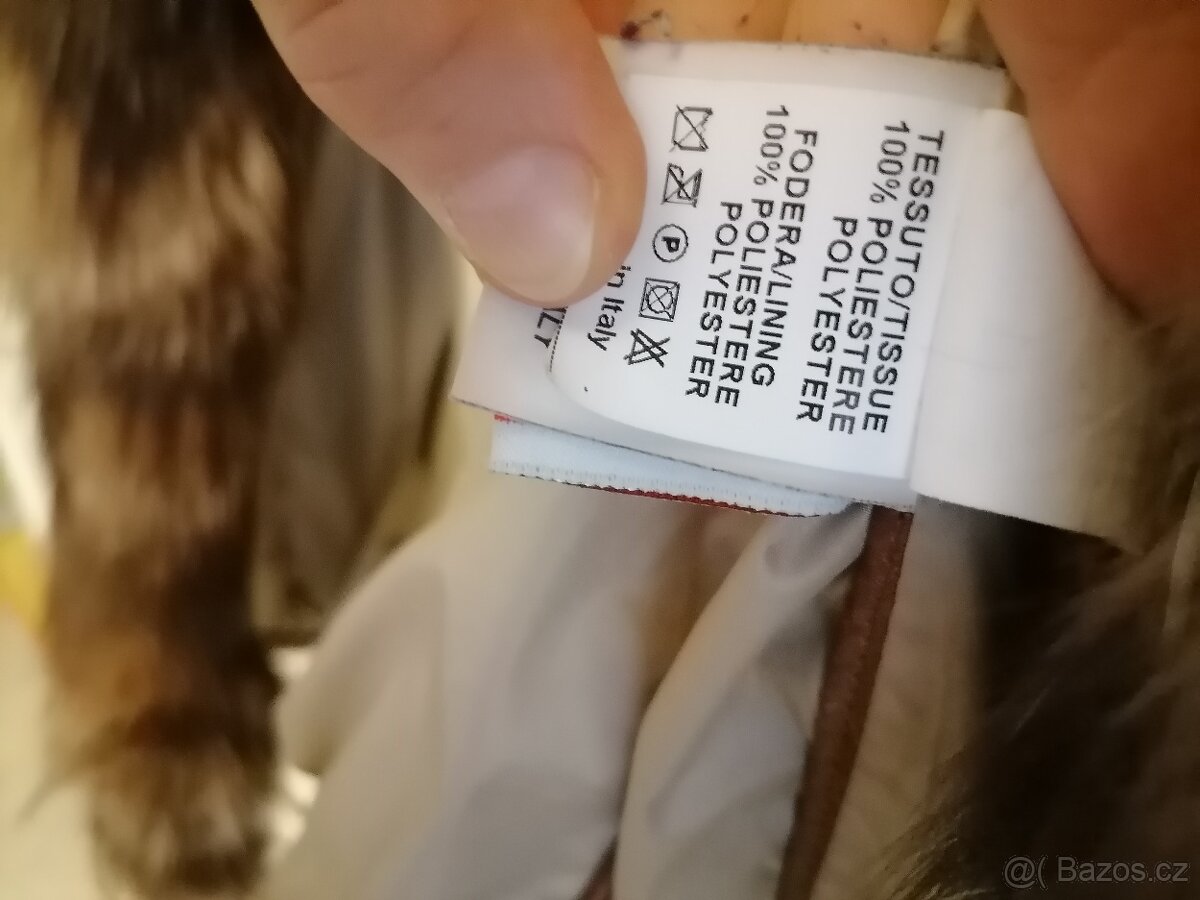 TESSUTO/TISSUE
100% POLIESTERE
POLYESTER
FODERA/LINING
100% POLIESTERE
POLYESTER
P
in Italy
@( Bazos.cz